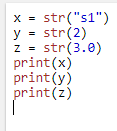 x = str("s1")
y = str(2)
z = str(3.0)
print(x)
print(y)
print(z)